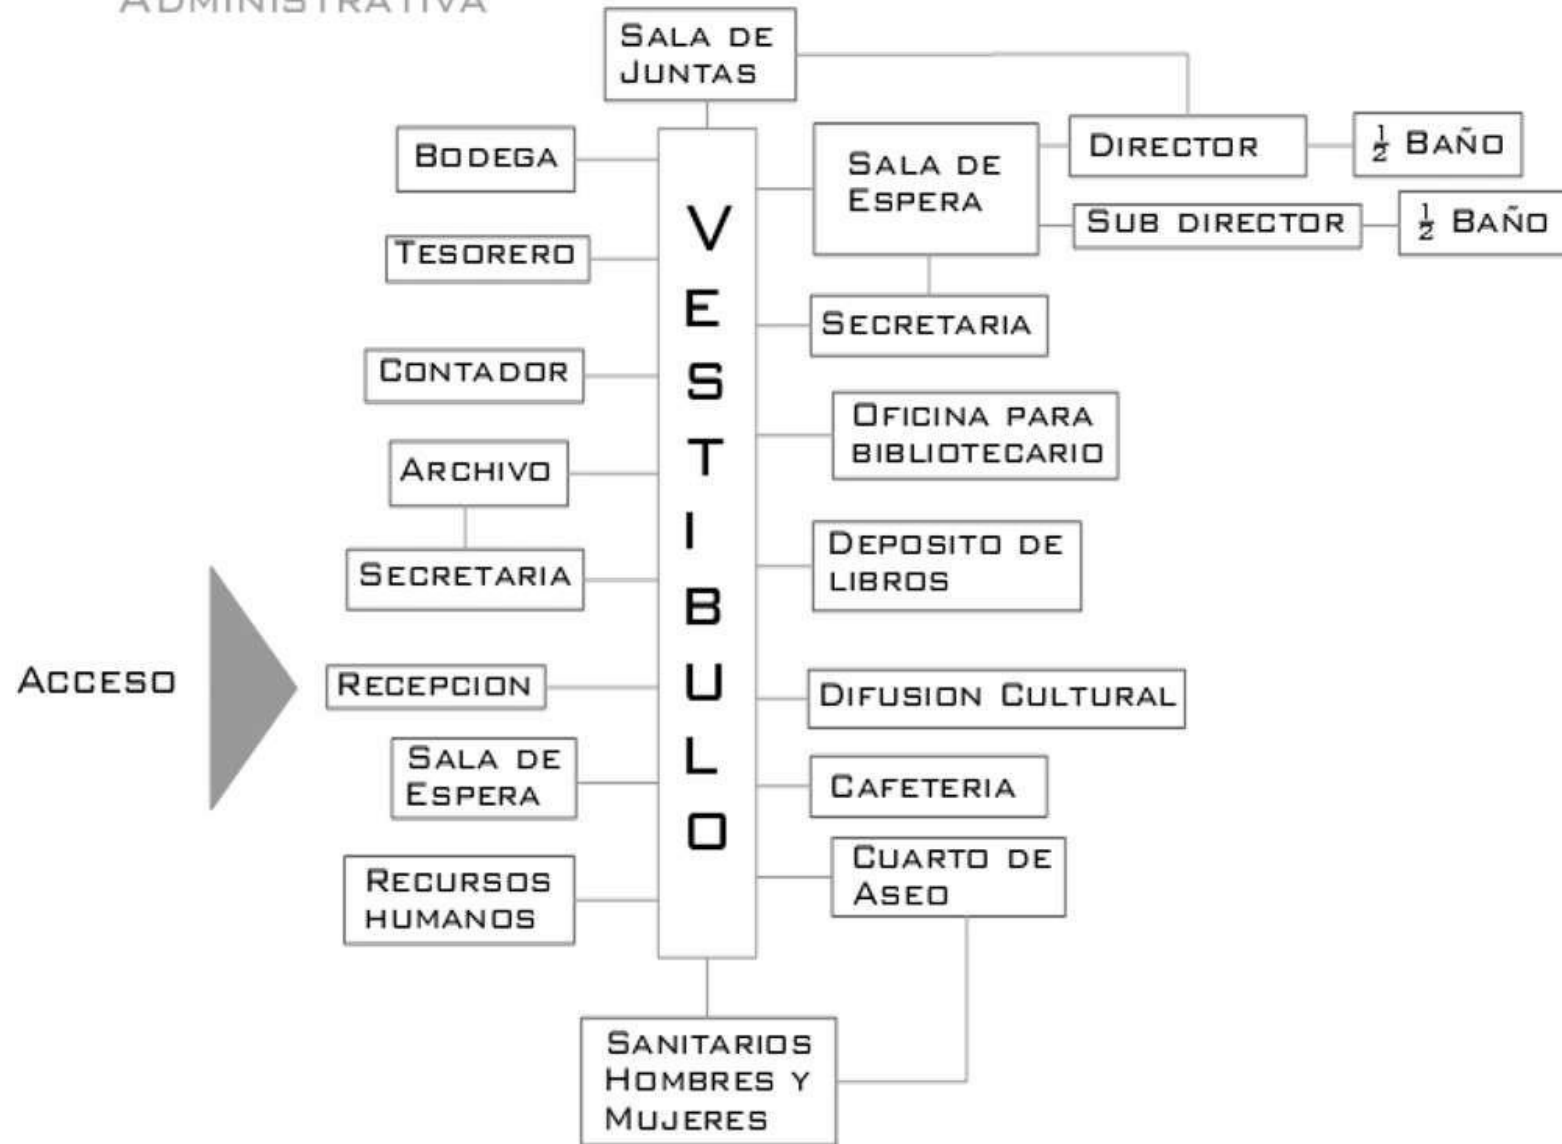 ADMINISTRATIVA
SALA DE
JUNTAS
BODEGA
TESORERO
CONTADOR
ARCHIVO
SECRETARIA
ACCESO
RECEPCION
SALA DE
ESPERA
RECURSOS
HUMANOS
VESTIBULO
SALA DE
ESPERA
DIRECTOR
½ BAÑO
SUB DIRECTOR
½ BAÑO
SECRETARIA
OFICINA PARA
BIBLIOTECARIO
DEPOSITO DE
LIBROS
DIFUSION CULTURAL
CAFETERIA
CUARTO DE
ASEO
SANITARIOS
HOMBRES Y
MUJERES